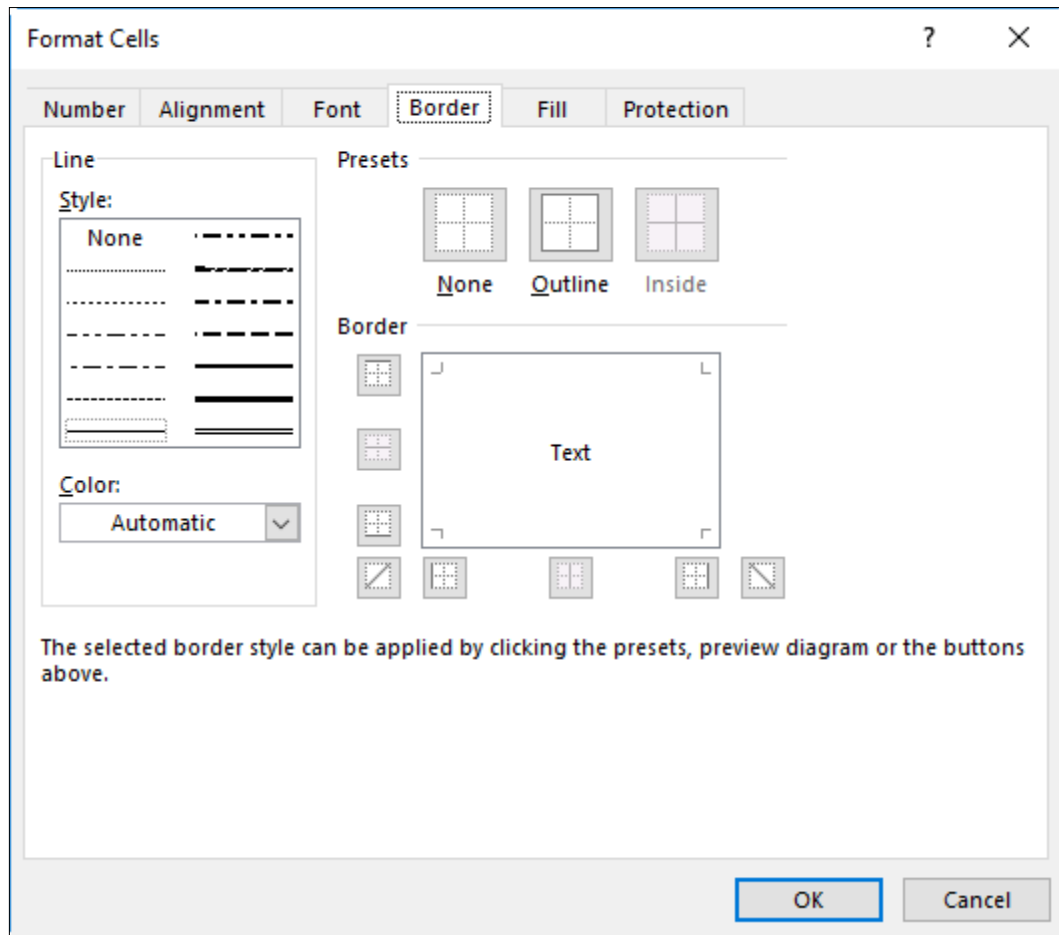 Format Cells ?
Number Alignment Font Border Fill Protection
Line
Style:
None
Color:
Automatic
Presets
None Outline Inside
Border
Text
The selected border style can be applied by clicking the presets, preview diagram or the buttons
above.
OK Cancel